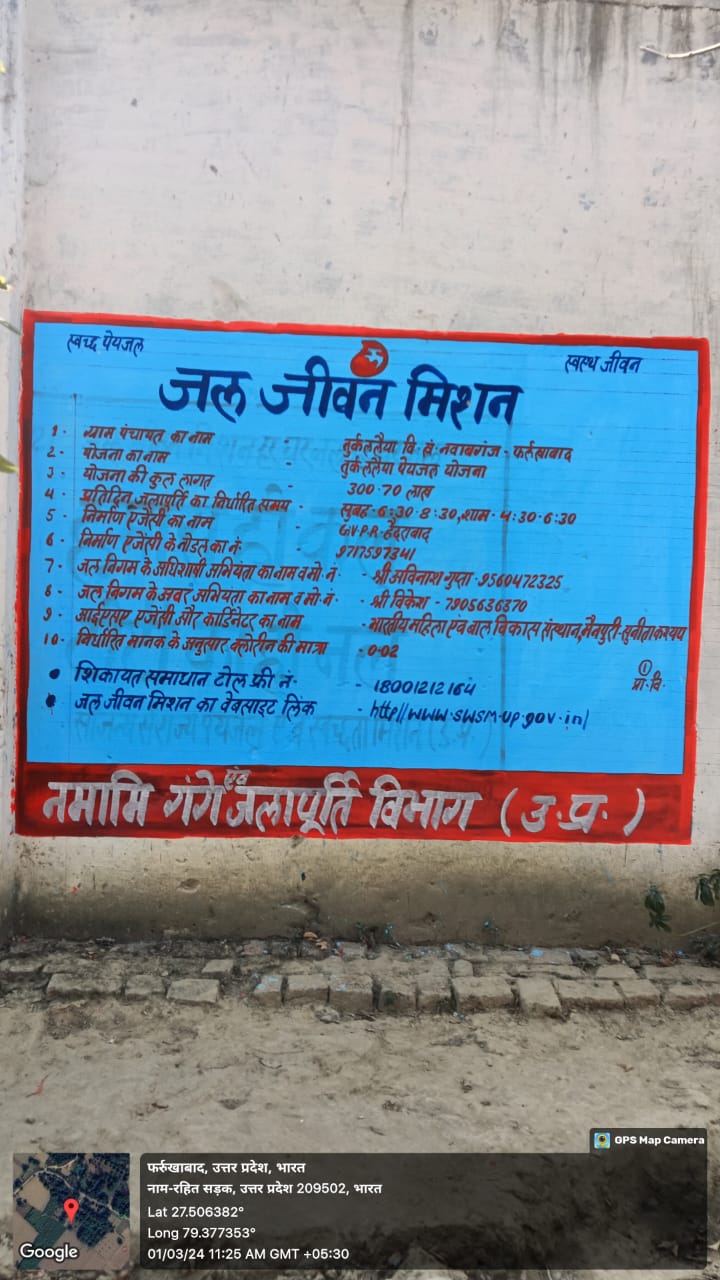 स्वच्छ पेयजल
स्वस्थ जीवन
जल जीवन मिशन
1 - ग्राम पंचायत का नाम - तुर्कललैया वि. खं. नवाबगंज - फर्रुखाबाद
2 - योजना का नाम - तुर्कललैया पेयजल योजना
3 - योजना की कुल लागत - 300.70 लाख
4 - प्रतिदिन जलापूर्ति का निर्धारित समय - सुबह - 6:30-8:30, शाम - 4:30-6:30
5 - निर्माण एजेंसी का नाम - G.V.P.R. हैदराबाद
6 - निर्माण एजेंसी के नोडल का नं. - 9717597341
7 - जल निगम के अधिशाषी अभियंता का नाम व मो. नं. - श्री अविनाश गुप्ता - 9560472325
8 - जल निगम के अवर अभियंता का नाम व मो. नं. - श्री विकेश - 7905636370
9 - आईएसए एजेंसी और कार्डिनेटर का नाम - भारतीय महिला एवं बाल विकास संस्थान, मैनपुरी - सुनीता कश्यप
10 - निर्धारित मानक के अनुसार क्लोरीन की मात्रा - 0.02
① प्रा. वि.
• शिकायत समाधान टोल फ्री नं. - 18001212164
• जल जीवन मिशन का वेबसाइट लिंक - http//www.swsm-up.gov.in/
नमामि गंगे एवं जलापूर्ति विभाग (उ.प्र.)
GPS Map Camera
फर्रुखाबाद, उत्तर प्रदेश, भारत
नाम-रहित सड़क, उत्तर प्रदेश 209502, भारत
Lat 27.506382°
Long 79.377353°
01/03/24 11:25 AM GMT +05:30
Google